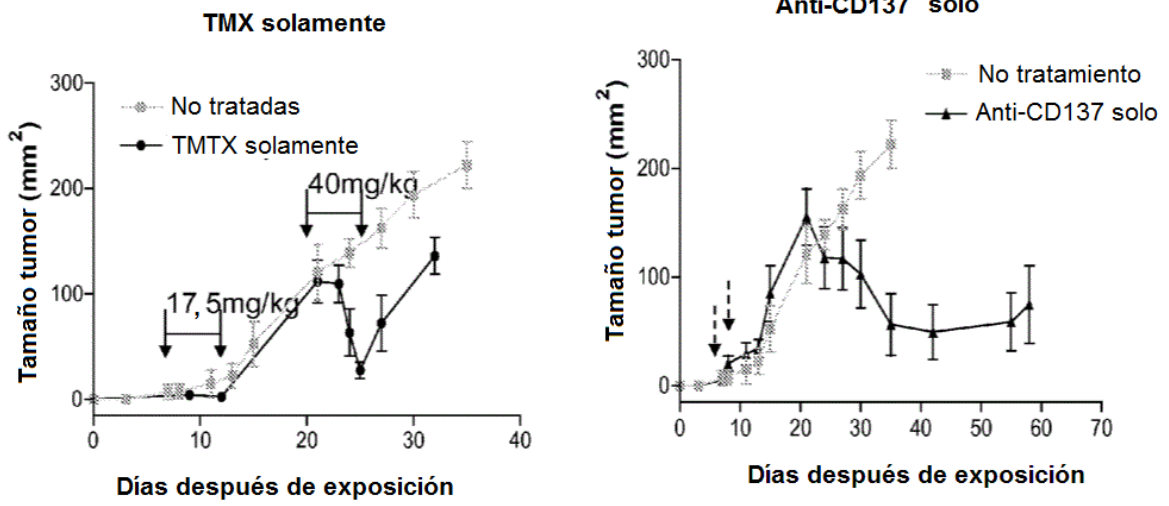 TMX solamente
Tamaño tumor (mm²)
300
200
100
0
No tratadas
TMTX solamente
40mg/kg
17,5mg/kg
0 10 20 30 40
Días después de exposición
Anti-CD137 solo
Tamaño tumor (mm²)
300
200
100
0
No tratamiento
Anti-CD137 solo
0 10 20 30 40 50 60 70
Días después de exposición